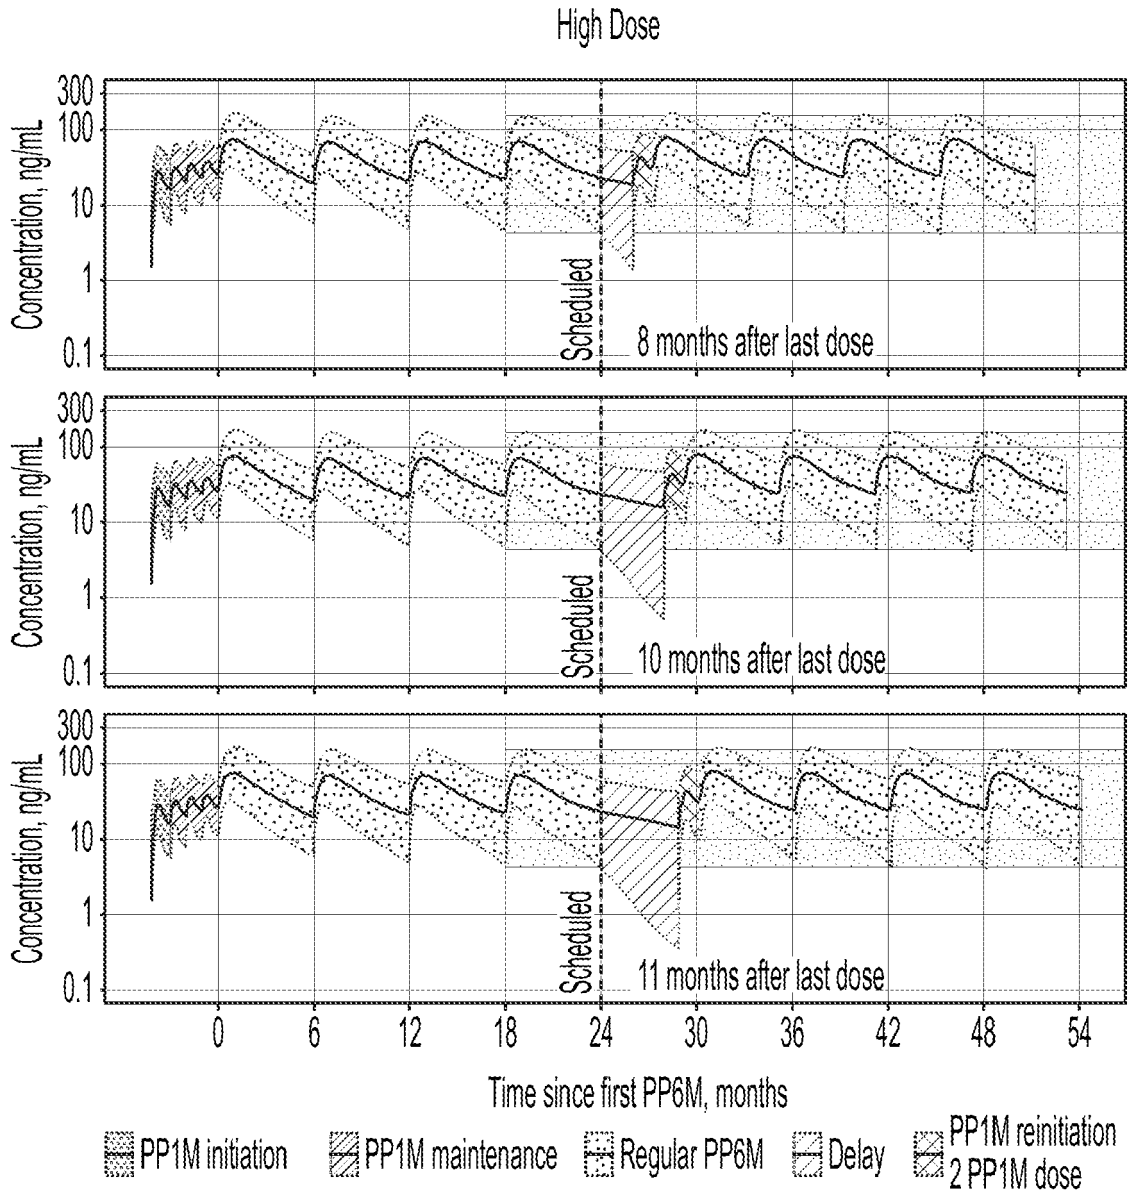 High Dose
300
100
10
1
0.1
Concentration, ng/mL
Scheduled
8 months after last dose
300
100
10
1
0.1
Concentration, ng/mL
Scheduled
10 months after last dose
300
100
10
1
0.1
Concentration, ng/mL
Scheduled
11 months after last dose
0 6 12 18 24 30 36 42 48 54
Time since first PP6M, months
PP1M initiation PP1M maintenance Regular PP6M Delay PP1M reinitiation
2 PP1M dose